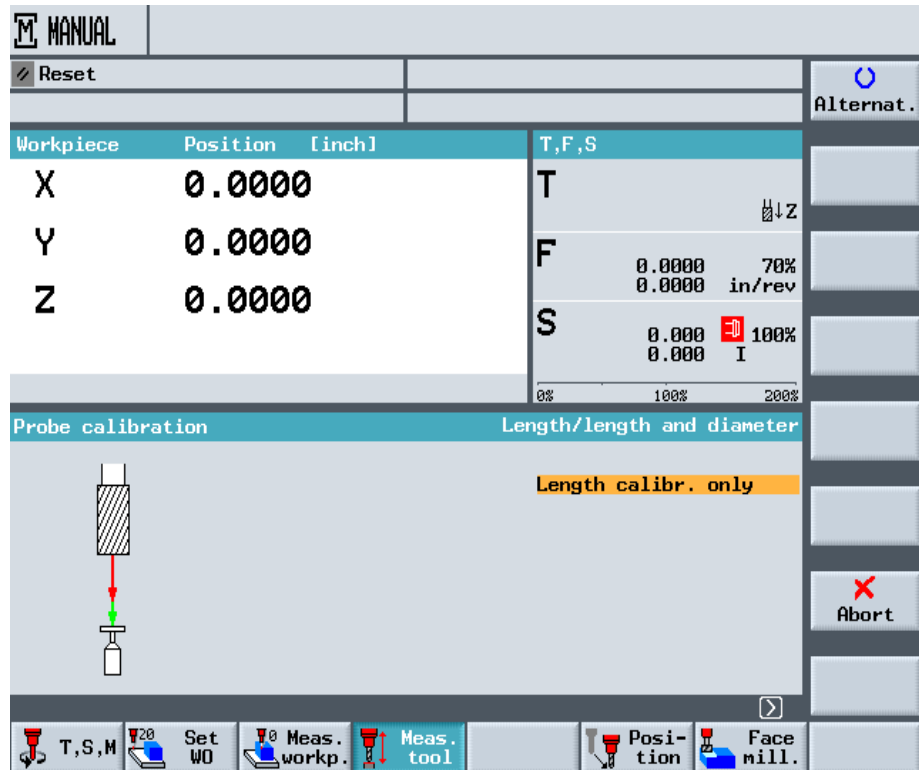 M MANUAL
Reset
Alternat.
Workpiece Position [inch]
T,F,S
X 0.0000
Y 0.0000
Z 0.0000
T
Z
F 0.0000 70%
0.0000 in/rev
S 0.000 100%
0.000 I
0% 100% 200%
Probe calibration Length/length and diameter
Length calibr. only
Abort
T,S,M
20 Set
WO
0 Meas.
workp.
Meas.
tool
Posi-
tion
Face
mill.